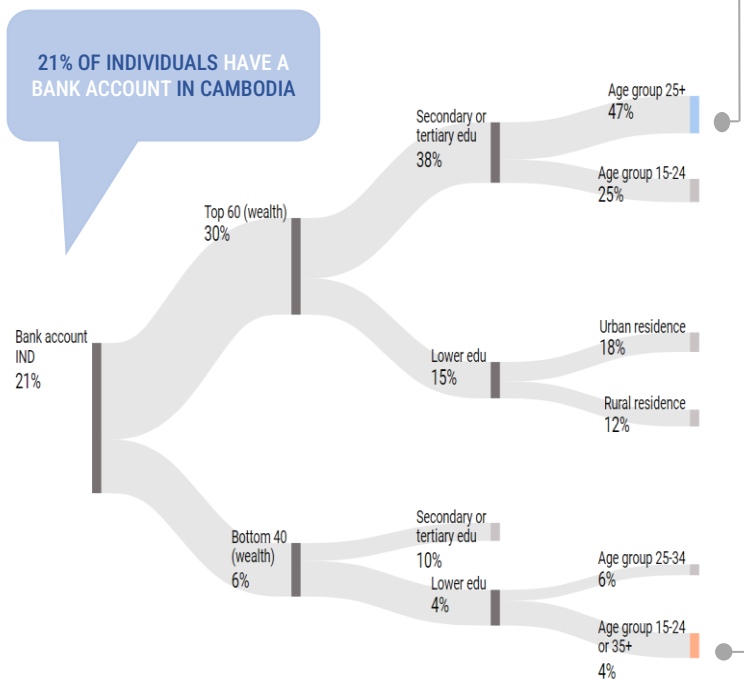 21% OF INDIVIDUALS HAVE A
BANK ACCOUNT IN CAMBODIA
Bank account
IND
21%
Top 60 (wealth)
30%
Bottom 40
(wealth)
6%
Secondary or
tertiary edu
38%
Lower edu
15%
Secondary or
tertiary edu
10%
Lower edu
4%
Age group 25+
47%
Age group 15-24
25%
Urban residence
18%
Rural residence
12%
Age group 25-34
6%
Age group 15-24
or 35+
4%